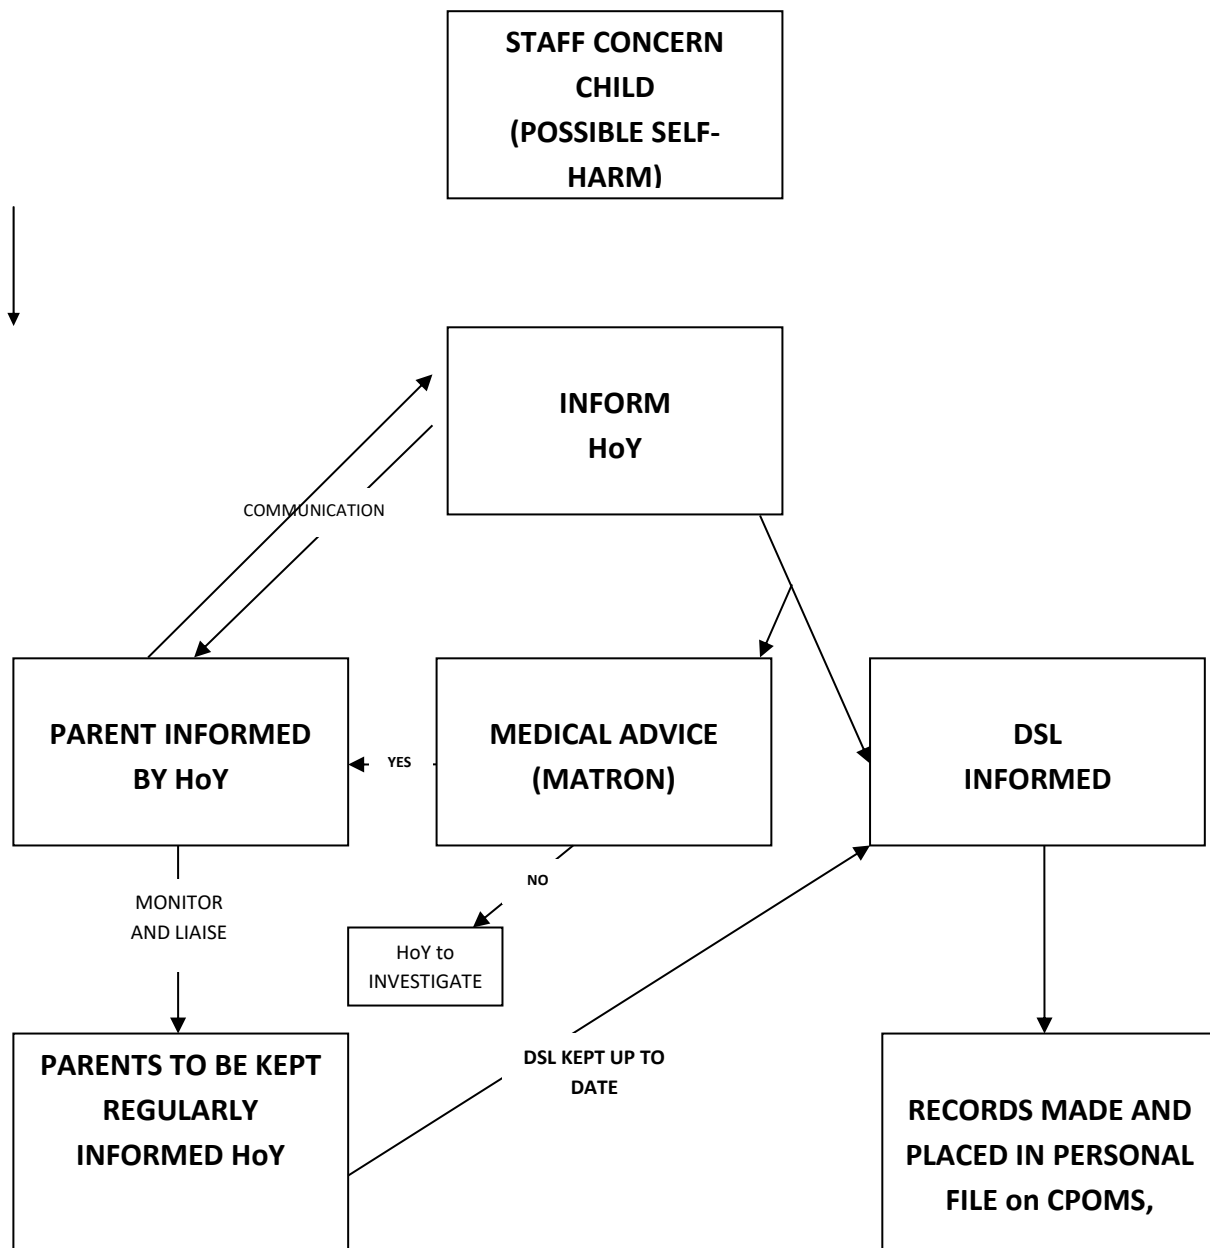 STAFF CONCERN
CHILD
(POSSIBLE SELF-
HARM)
INFORM
HoY
COMMUNICATION
PARENT INFORMED
BY HoY
YES
MEDICAL ADVICE
(MATRON)
DSL
INFORMED
MONITOR
AND LIAISE
NO
HoY to
INVESTIGATE
PARENTS TO BE KEPT
REGULARLY
INFORMED HoY
DSL KEPT UP TO
DATE
RECORDS MADE AND
PLACED IN PERSONAL
FILE on CPOMS,